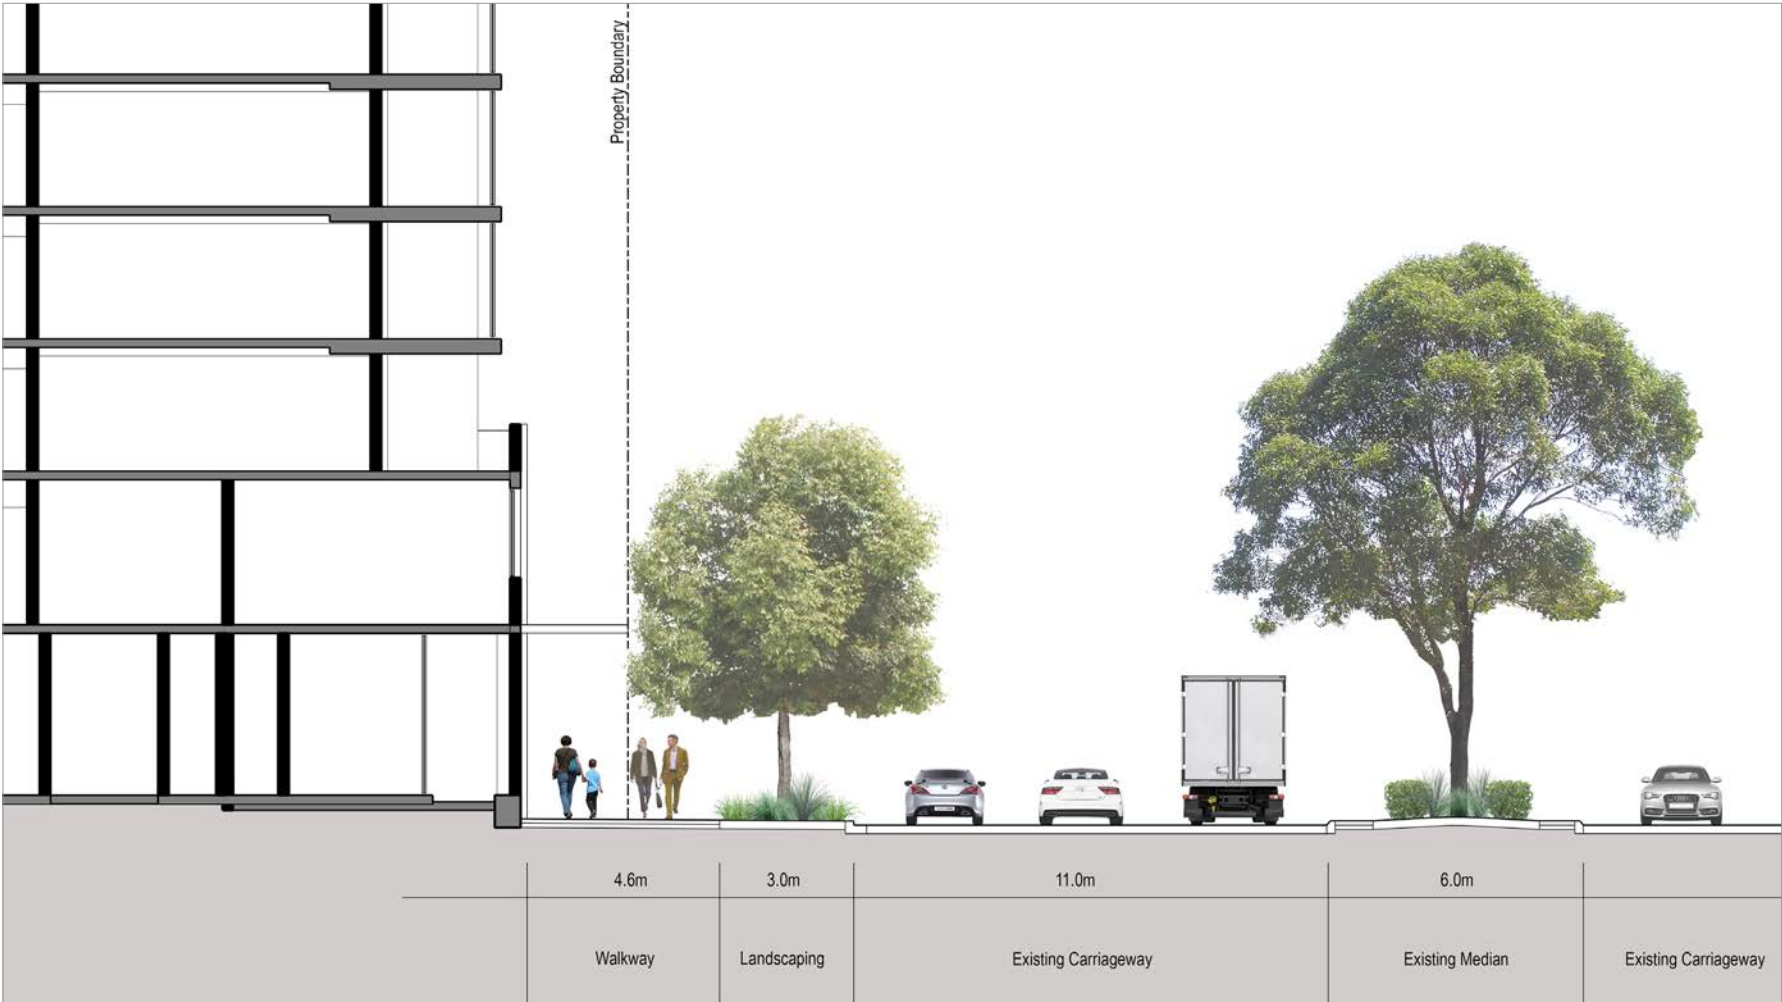 Property Boundary
4.6m
3.0m
11.0m
6.0m
Walkway
Landscaping
Existing Carriageway
Existing Median
Existing Carriageway